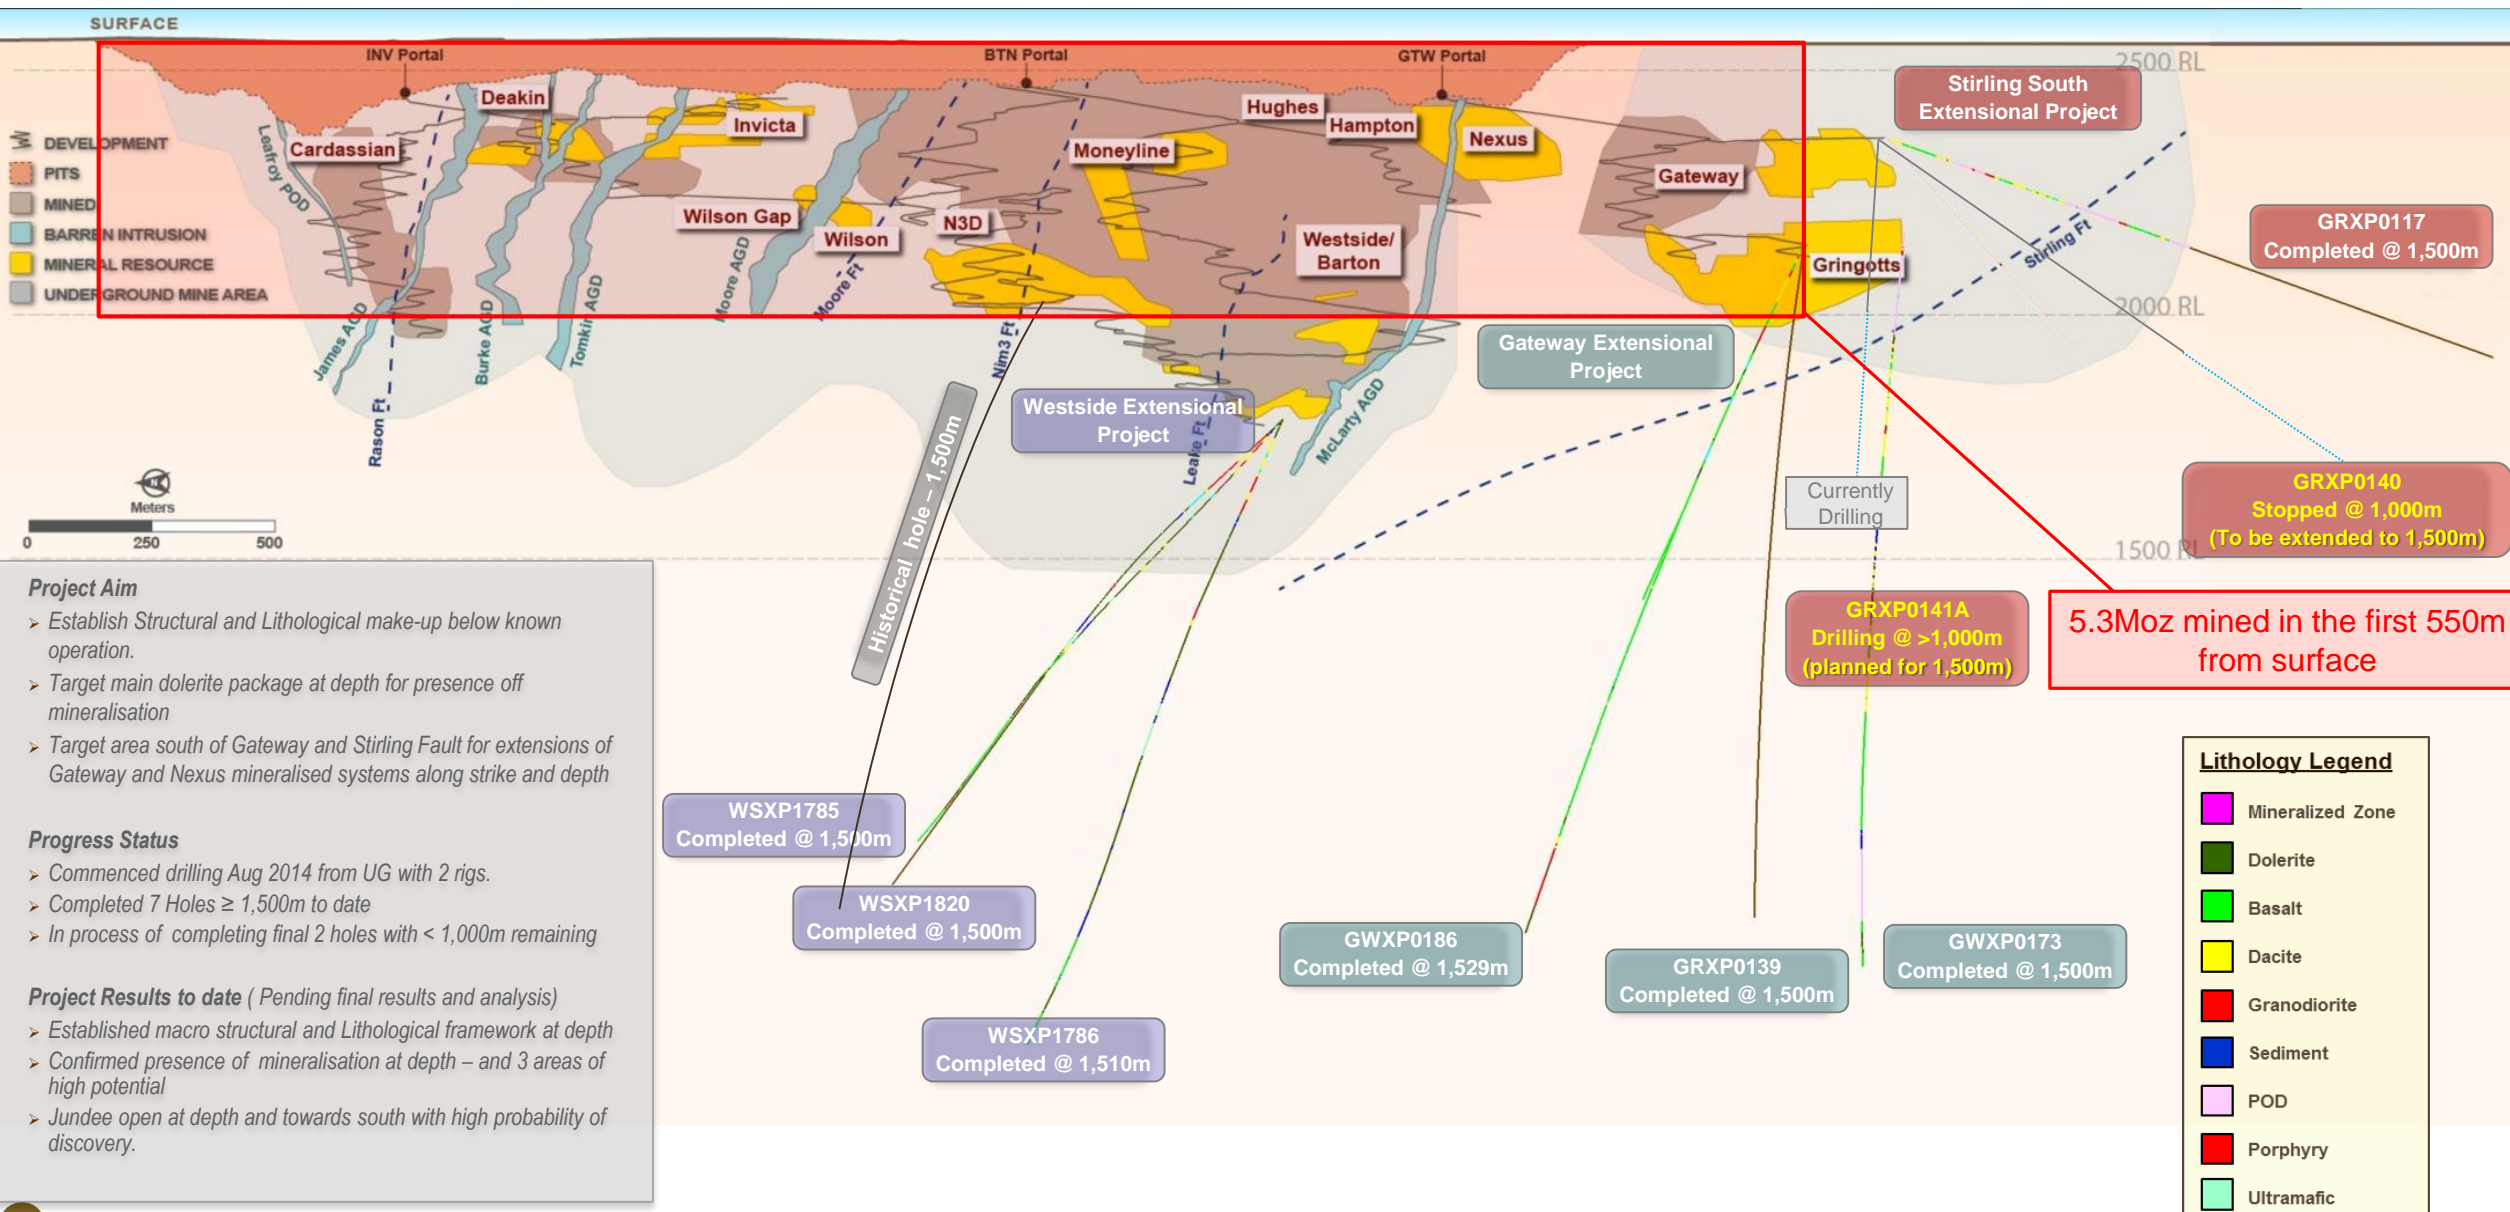 SURFACE
INV Portal
BTN Portal
GTW Portal
2500 RL
Stirling South
Extensional Project
Deakin
Invicta
Hughes
Hampton
Nexus
Cardassian
Moneyline
Gateway
Leafroy POD
DEVELOPMENT
PITS
MINED
BARREN INTRUSION
MINERAL RESOURCE
UNDERGROUND MINE AREA
Wilson Gap
Wilson
N3D
Westside/
Barton
Gringotts
Stirling Ft
GRXP0117
Completed @ 1,500m
2000 RL
James AGD
Rason Ft
Burke AGD
Tomkin AGD
Moore AGD
Moore Ft
Nim3 Ft
Leake Ft
McLarty AGD
Gateway Extensional
Project
Westside Extensional
Project
Historical hole – 1,500m
Currently
Drilling
GRXP0140
Stopped @ 1,000m
(To be extended to 1,500m)
1500 RL
N
Meters
0 250 500
GRXP0141A
Drilling @ >1,000m
(planned for 1,500m)
5.3Moz mined in the first 550m
from surface
Project Aim
➢ Establish Structural and Lithological make-up below known
operation.
➢ Target main dolerite package at depth for presence off
mineralisation
➢ Target area south of Gateway and Stirling Fault for extensions of
Gateway and Nexus mineralised systems along strike and depth
Progress Status
➢ Commenced drilling Aug 2014 from UG with 2 rigs.
➢ Completed 7 Holes ≥ 1,500m to date
➢ In process of completing final 2 holes with < 1,000m remaining
Project Results to date ( Pending final results and analysis)
➢ Established macro structural and Lithological framework at depth
➢ Confirmed presence of mineralisation at depth – and 3 areas of
high potential
➢ Jundee open at depth and towards south with high probability of
discovery.
WSXP1785
Completed @ 1,500m
WSXP1820
Completed @ 1,500m
WSXP1786
Completed @ 1,510m
GWXP0186
Completed @ 1,529m
GRXP0139
Completed @ 1,500m
GWXP0173
Completed @ 1,500m
Lithology Legend
Mineralized Zone
Dolerite
Basalt
Dacite
Granodiorite
Sediment
POD
Porphyry
Ultramafic